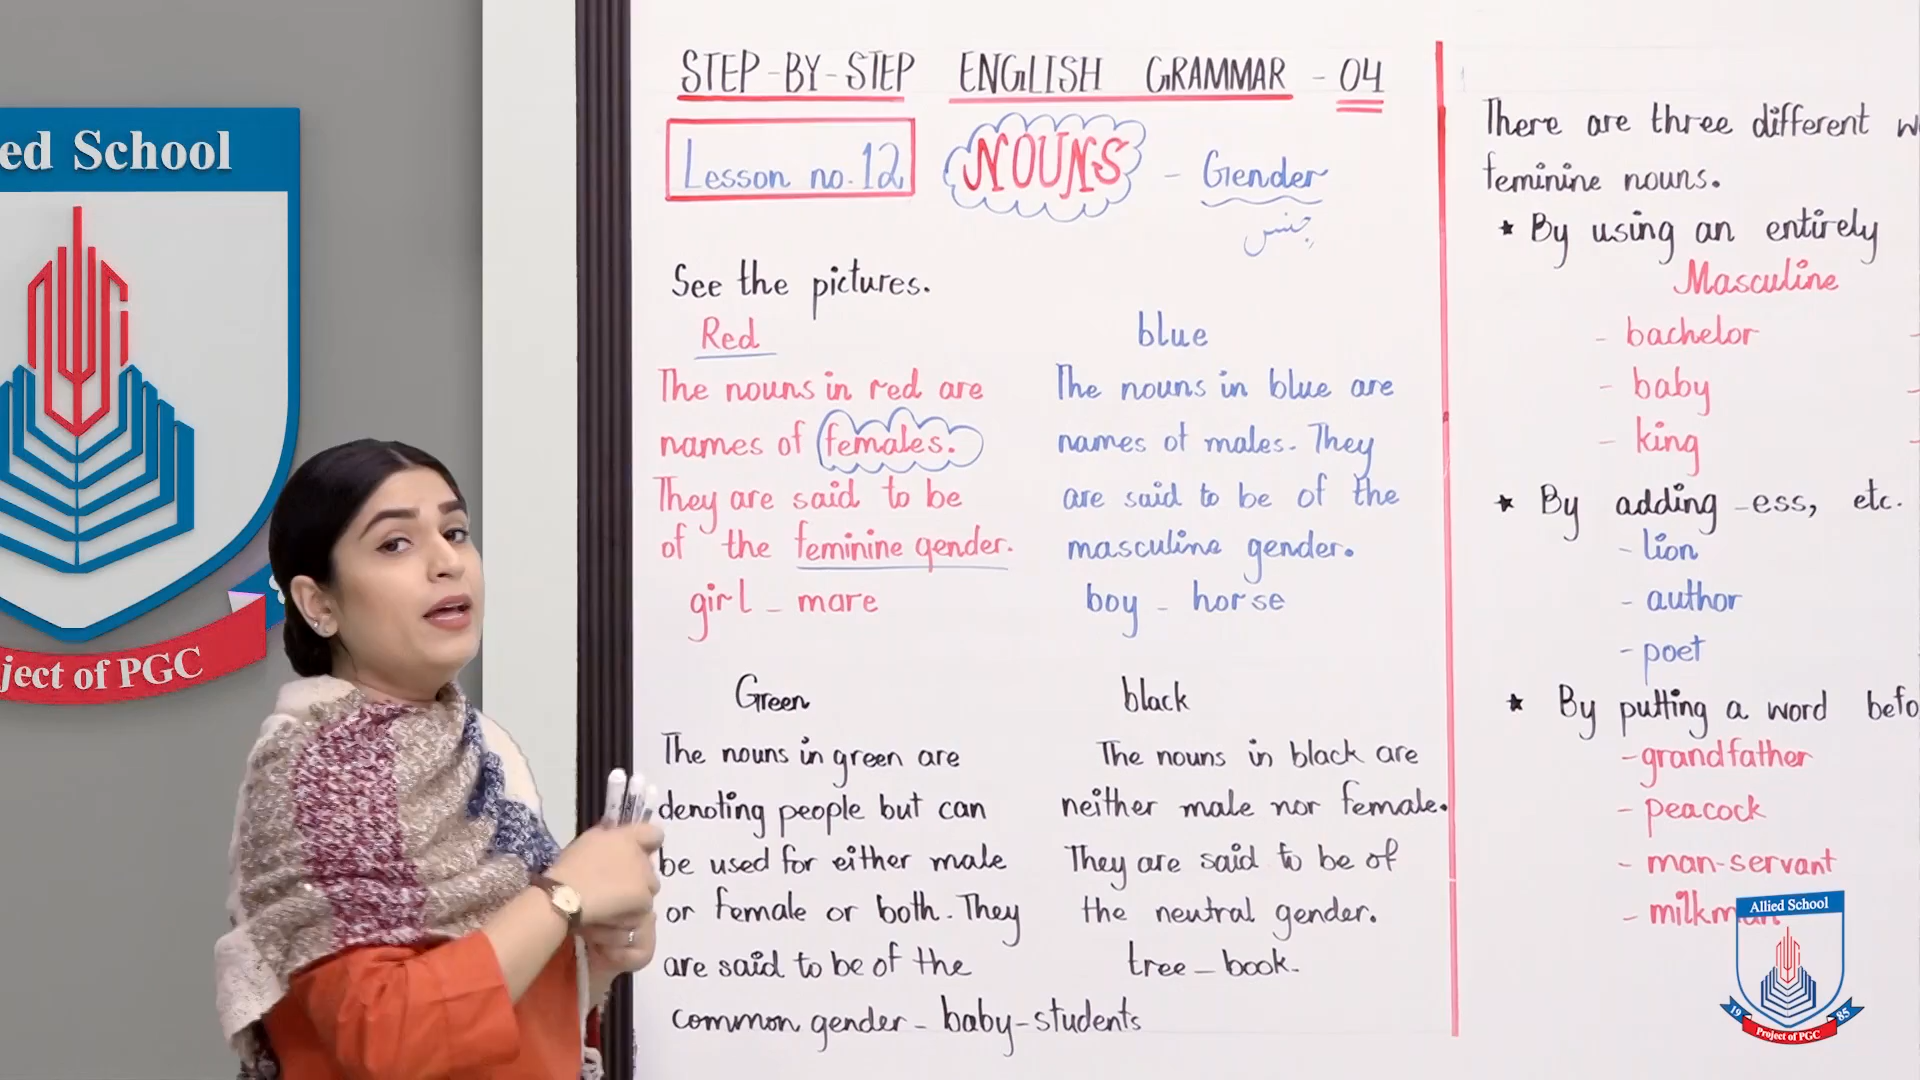 ed School
ject of PGC
STEP-BY-STEP ENGLISH GRAMMAR - 04
Lesson no. 12
NOUNS - Gender
جنس
See the pictures.
Red
The nouns in red are
names of females.
They are said to be
of the feminine gender.
girl - mare
blue
The nouns in blue are
names of males. They
are said to be of the
masculine gender.
boy - horse
Green
The nouns in green are
denoting people but can
be used for either male
or female or both. They
are said to be of the
common gender - baby-students
black
The nouns in black are
neither male nor female.
They are said to be of
the neutral gender.
tree - book.
There are three different
feminine nouns.
★ By using an entirely
Masculine
- bachelor
- baby
- king
★ By adding -ess, etc.
- lion
- author
- poet
★ By putting a word befo
- grandfather
- peacock
- man-servant
- milkm
Allied School
19 85
Project of PGC